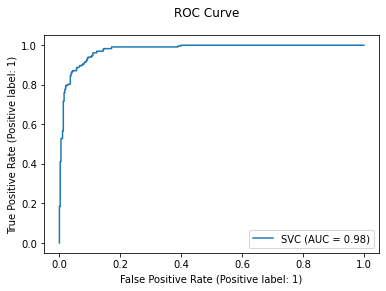 ROC Curve
1.0
0.8
0.6
0.4
0.2
0.0
True Positive Rate (Positive label: 1)
SVC (AUC = 0.98)
0.0 0.2 0.4 0.6 0.8 1.0
False Positive Rate (Positive label: 1)